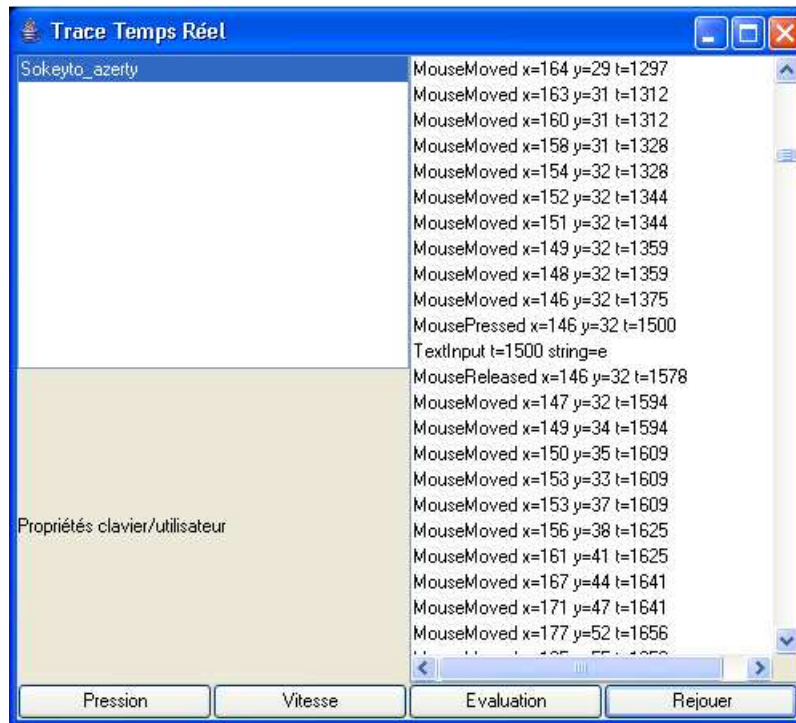 Trace Temps Réel
Sokeyto_azerty
MouseMoved x=164 y=29 t=1297
MouseMoved x=163 y=31 t=1312
MouseMoved x=160 y=31 t=1312
MouseMoved x=158 y=31 t=1328
MouseMoved x=154 y=32 t=1328
MouseMoved x=152 y=32 t=1344
MouseMoved x=151 y=32 t=1344
MouseMoved x=149 y=32 t=1359
MouseMoved x=148 y=32 t=1359
MouseMoved x=146 y=32 t=1375
MousePressed x=146 y=32 t=1500
TextInput t=1500 string=e
MouseReleased x=146 y=32 t=1578
MouseMoved x=147 y=32 t=1594
MouseMoved x=149 y=34 t=1594
MouseMoved x=150 y=35 t=1609
MouseMoved x=153 y=33 t=1609
MouseMoved x=153 y=37 t=1609
MouseMoved x=156 y=38 t=1625
MouseMoved x=161 y=41 t=1625
MouseMoved x=167 y=44 t=1641
MouseMoved x=171 y=47 t=1641
MouseMoved x=177 y=52 t=1656
Propriétés clavier/utilisateur
Pression
Vitesse
Evaluation
Rejouer